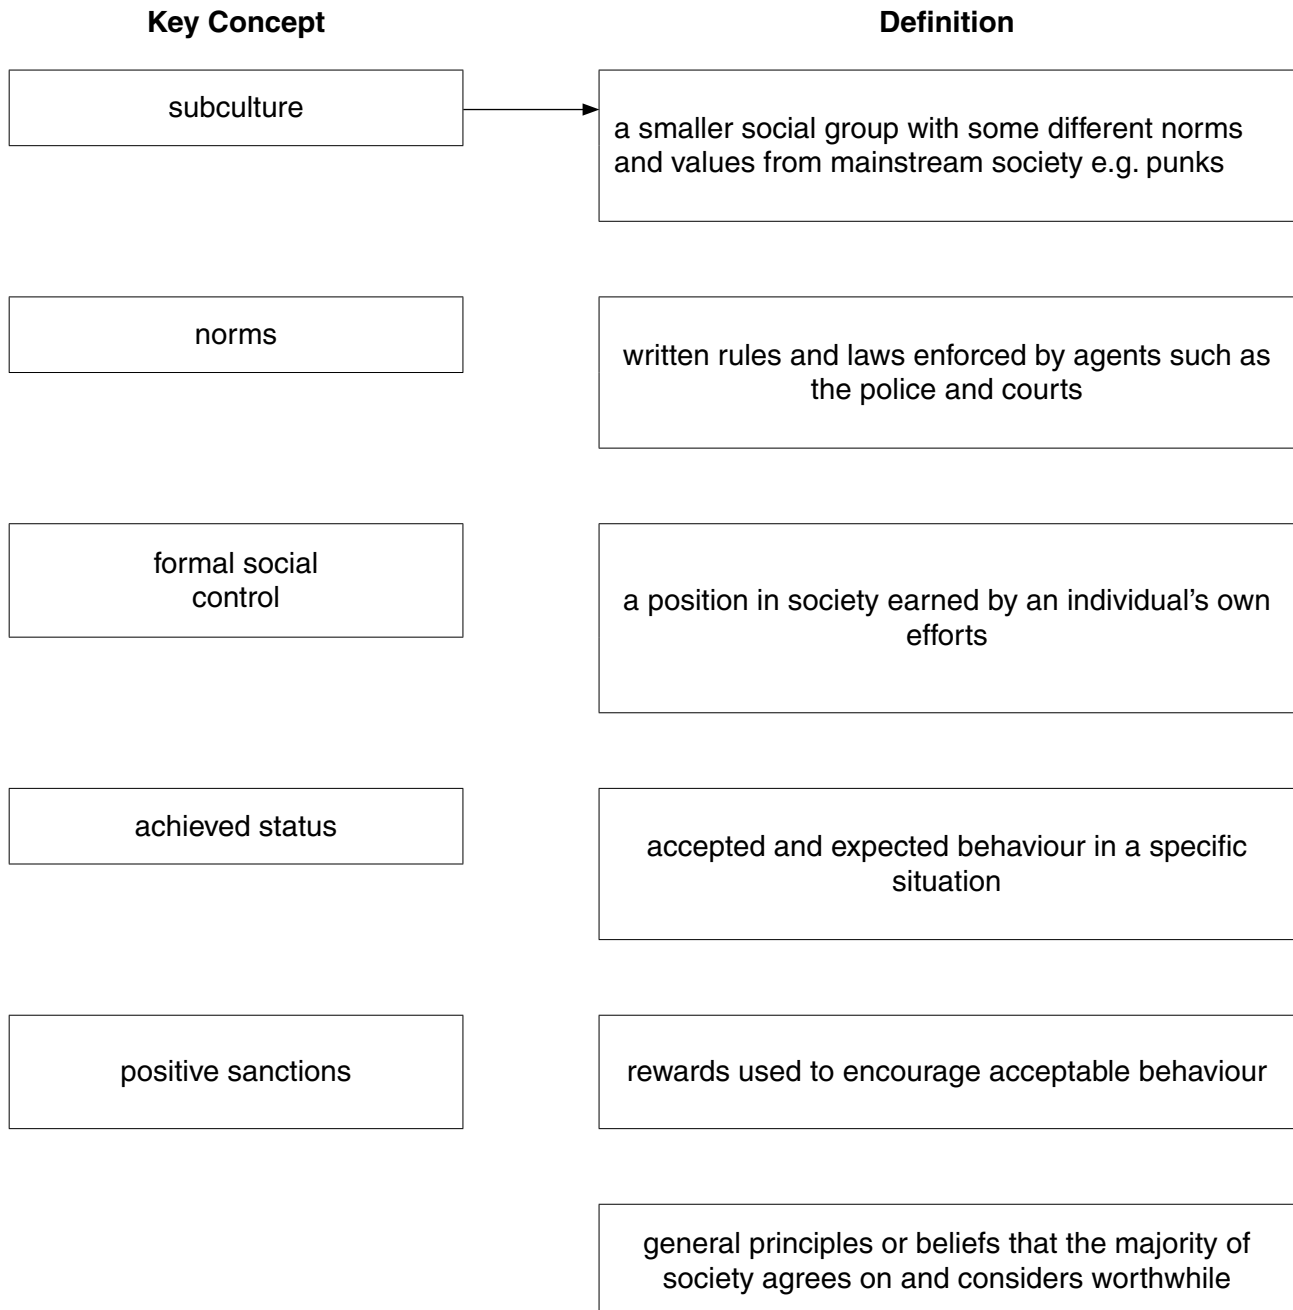 Key Concept
Definition
subculture
a smaller social group with some different norms
and values from mainstream society e.g. punks
norms
written rules and laws enforced by agents such as
the police and courts
formal social
control
a position in society earned by an individual’s own
efforts
achieved status
accepted and expected behaviour in a specific
situation
positive sanctions
rewards used to encourage acceptable behaviour
general principles or beliefs that the majority of
society agrees on and considers worthwhile